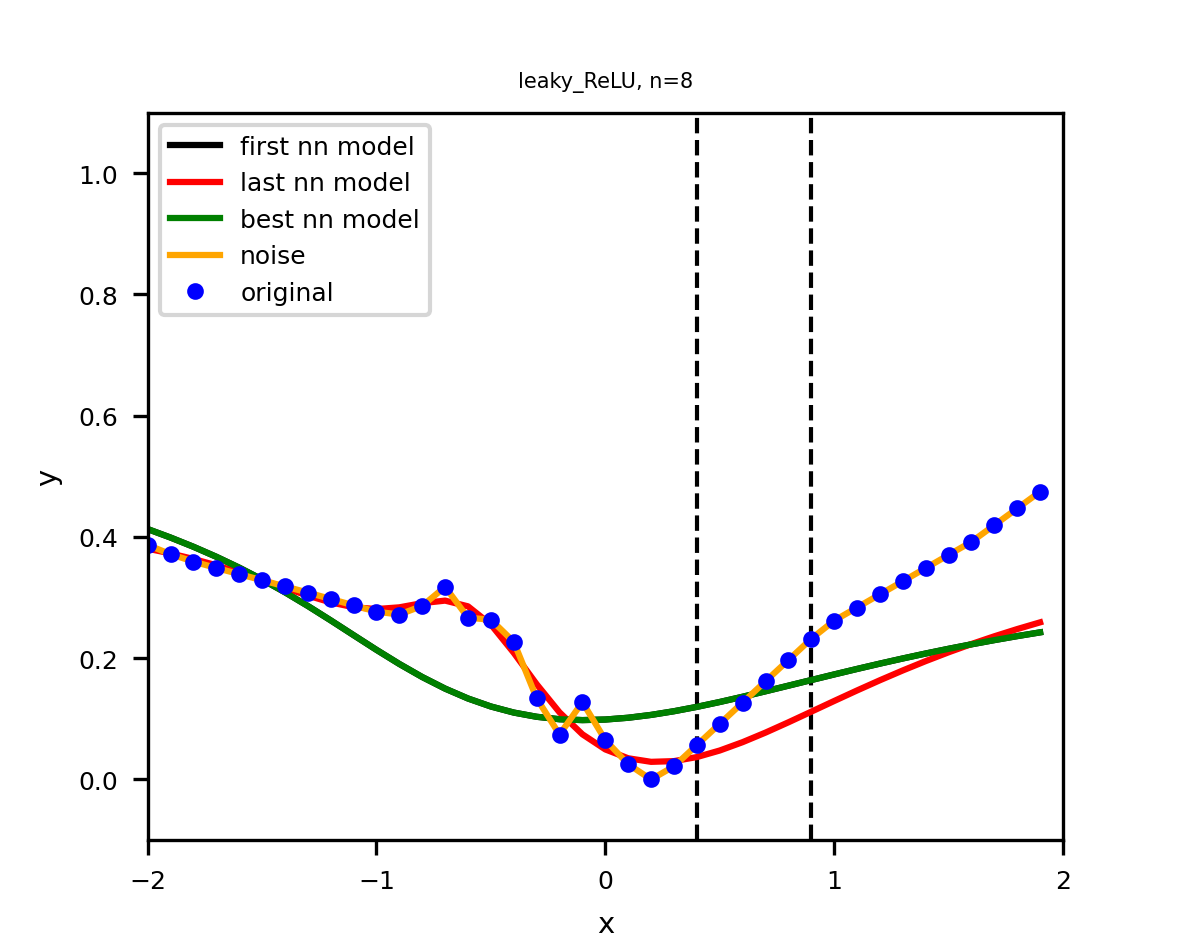 leaky_ReLU, n=8
first nn model
last nn model
best nn model
noise
original
1.0
0.8
0.6
0.4
0.2
0.0
y
−2
−1
0
1
2
x